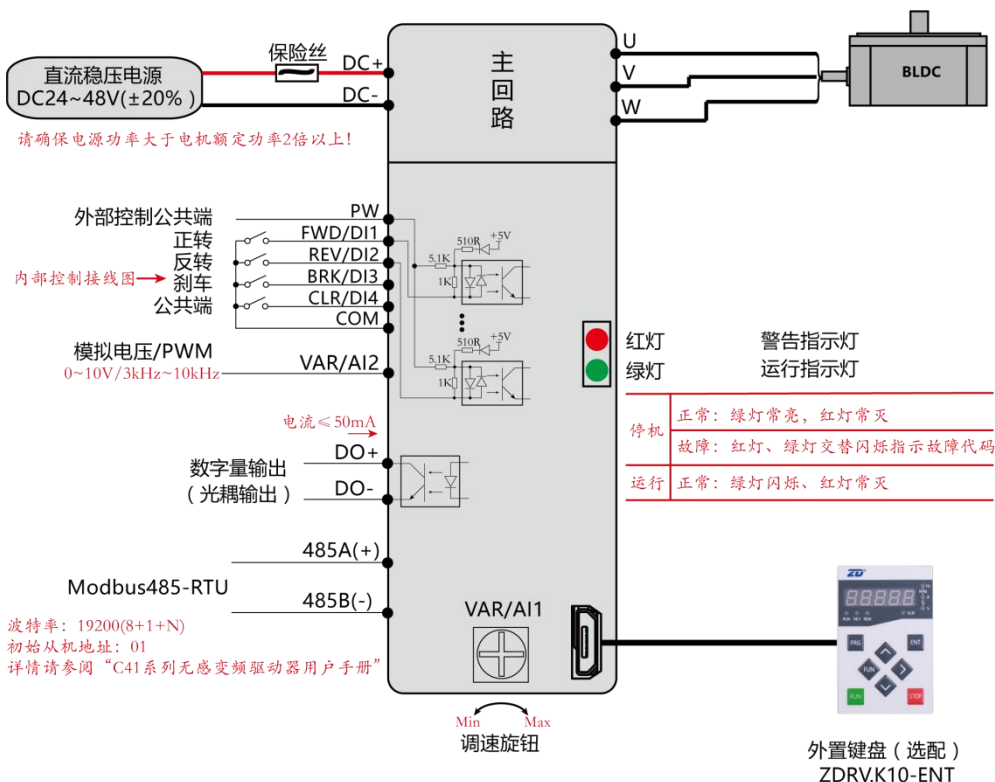 保险丝
DC+
直流稳压电源
DC24~48V(±20%)
DC-
请确保电源功率大于电机额定功率2倍以上!
主
回
路
U
V
W
BLDC
外部控制公共端
PW
正转
FWD/DI1
反转
REV/DI2
内部控制接线图
刹车
BRK/DI3
公共端
CLR/DI4
COM
510R
+5V
5.1K
1K
510R
+5V
5.1K
1K
模拟电压/PWM
0~10V/3kHz~10kHz
VAR/AI2
电流≤50mA
数字量输出
(光耦输出)
DO+
DO-
红灯
警告指示灯
绿灯
运行指示灯
停机
正常：绿灯常亮，红灯常灭
故障：红灯、绿灯交替闪烁指示故障代码
运行
正常：绿灯闪烁、红灯常灭
485A(+)
Modbus485-RTU
485B(-)
波特率：19200(8+1+N)
初始从机地址：01
详情请参阅“C41系列无感变频驱动器用户手册”
VAR/AI1
Min
Max
调速旋钮
ZD
PRG
ENT
FUN
RUN
STOP
外置键盘（选配）
ZDRV.K10-ENT